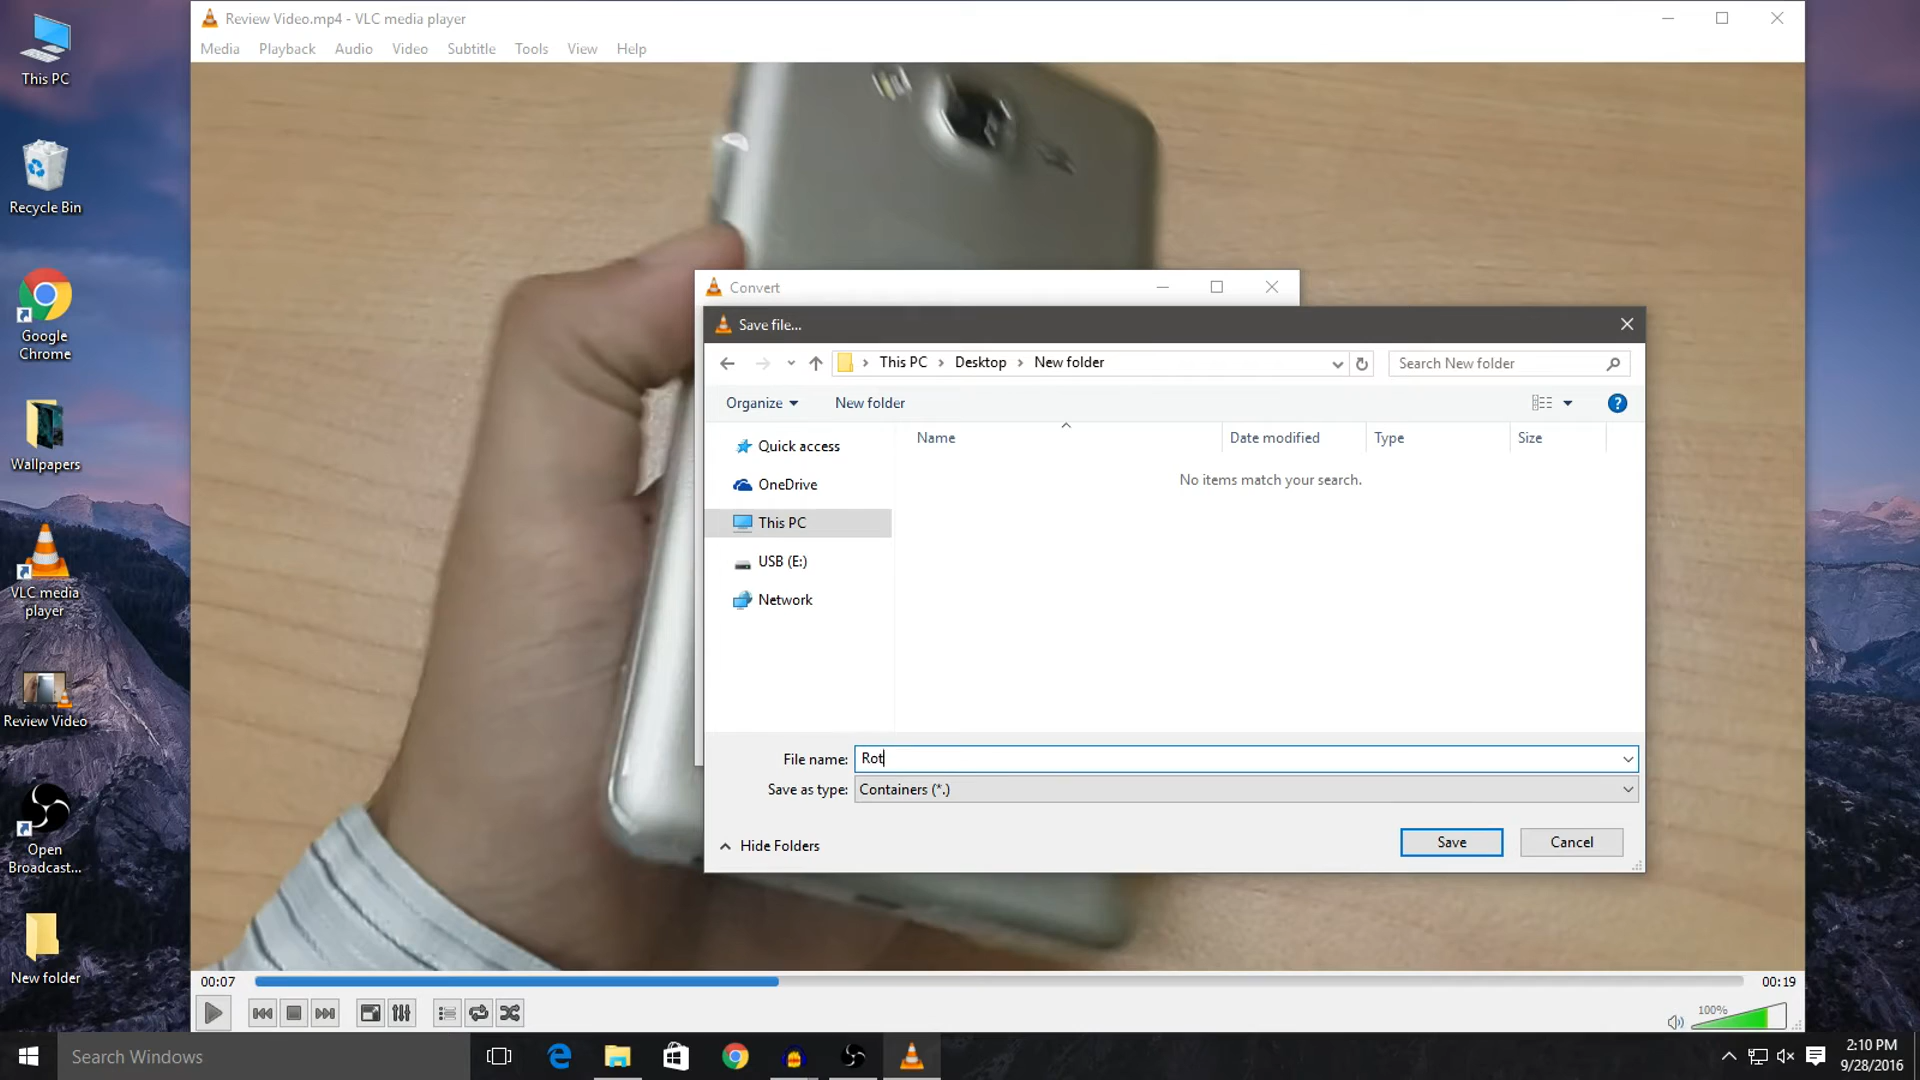 This PC
Recycle Bin
Google
Chrome
Wallpapers
VLC media
player
Review Video
Open
Broadcast...
New folder
Review Video.mp4 - VLC media player
Media Playback Audio Video Subtitle Tools View Help
Convert
Save file...
This PC Desktop New folder
Search New folder
Organize New folder
Name Date modified Type Size
Quick access
OneDrive
This PC
USB (E:)
Network
No items match your search.
File name: Rot
Save as type: Containers (*.)
Hide Folders
Save Cancel
00:07 00:19
100%
Search Windows
2:10 PM
9/28/2016